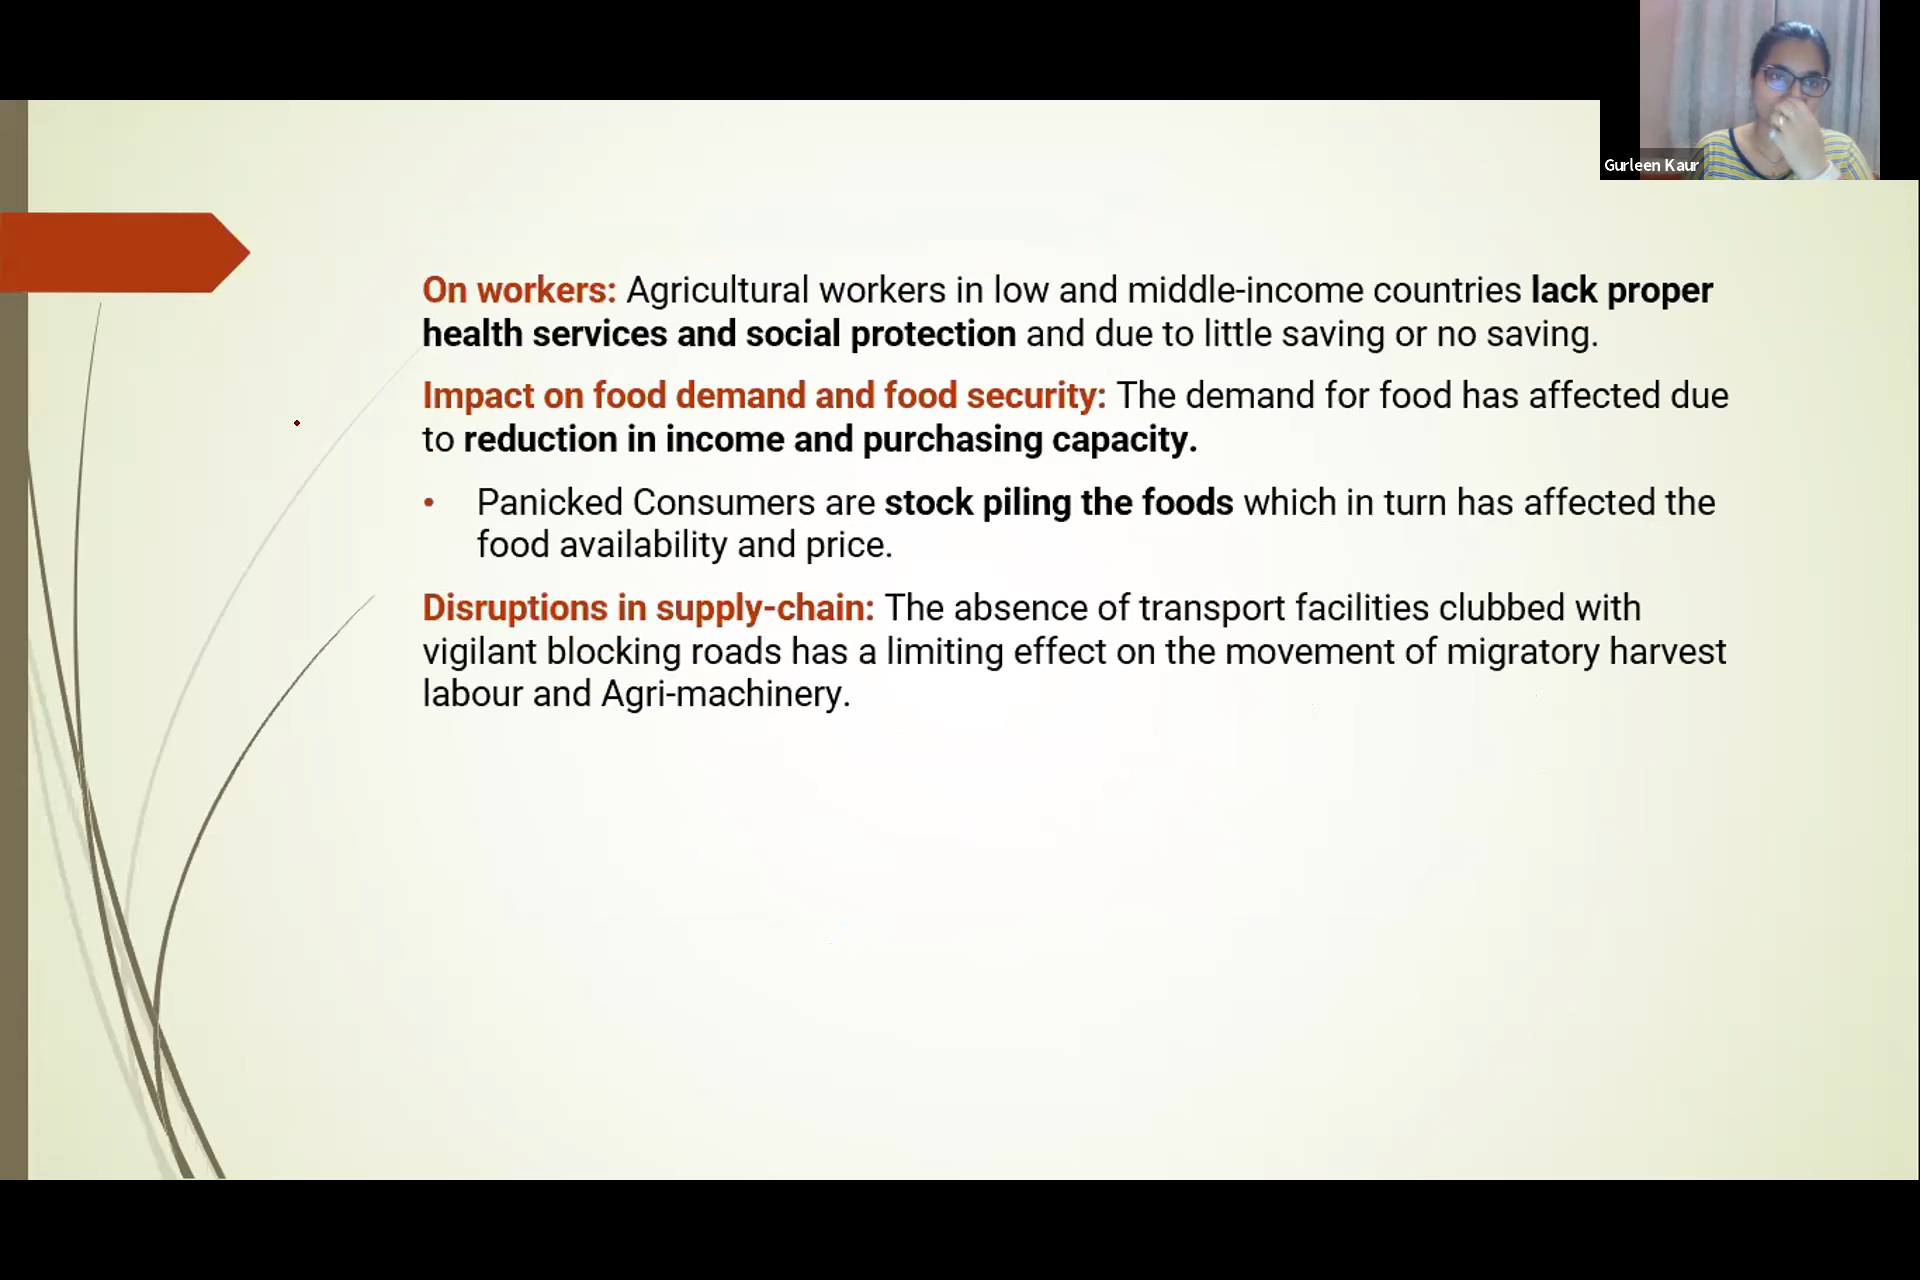 Gurleen Kaur
On workers: Agricultural workers in low and middle-income countries lack proper
health services and social protection and due to little saving or no saving.
Impact on food demand and food security: The demand for food has affected due
to reduction in income and purchasing capacity.
• Panicked Consumers are stock piling the foods which in turn has affected the
food availability and price.
Disruptions in supply-chain: The absence of transport facilities clubbed with
vigilant blocking roads has a limiting effect on the movement of migratory harvest
labour and Agri-machinery.